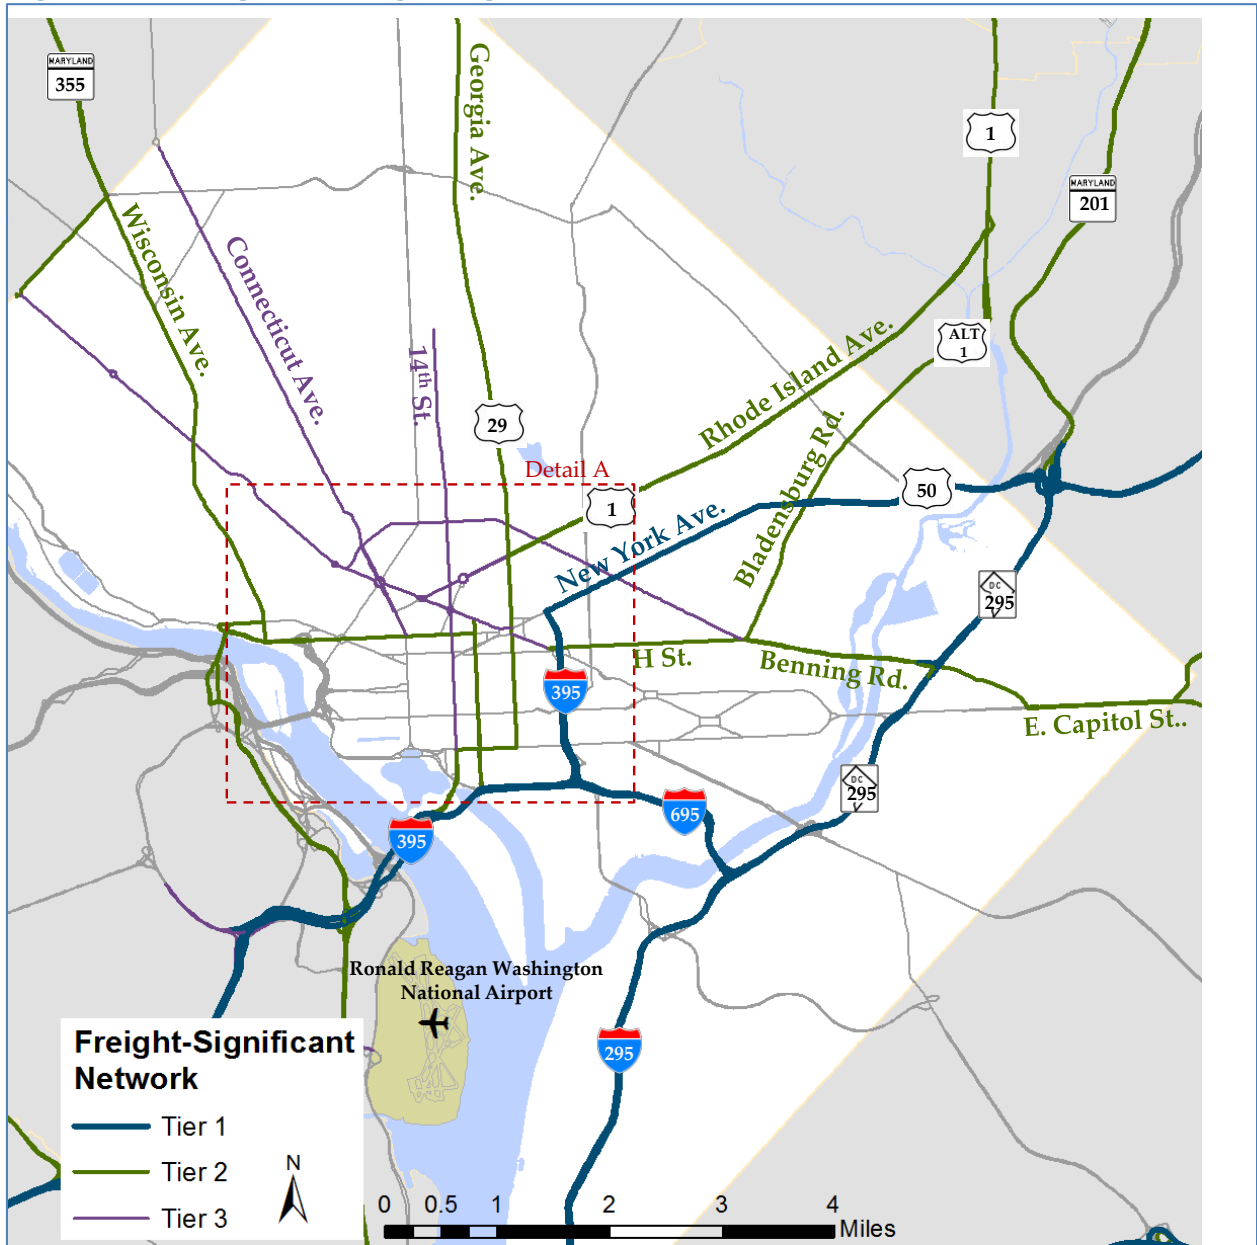 MARYLAND
355
Georgia Ave.
1
MARYLAND
201
Wisconsin Ave.
Connecticut Ave.
14th St.
ALT
1
Rhode Island Ave.
29
Bladensburg Rd.
Detail A
1
50
New York Ave.
DC
295
H St.
Benning Rd.
395
E. Capitol St..
DC
295
695
395
Ronald Reagan Washington
National Airport
295
Freight-Significant
Network
Tier 1
Tier 2
Tier 3
N
0 0.5 1 2 3 4
Miles